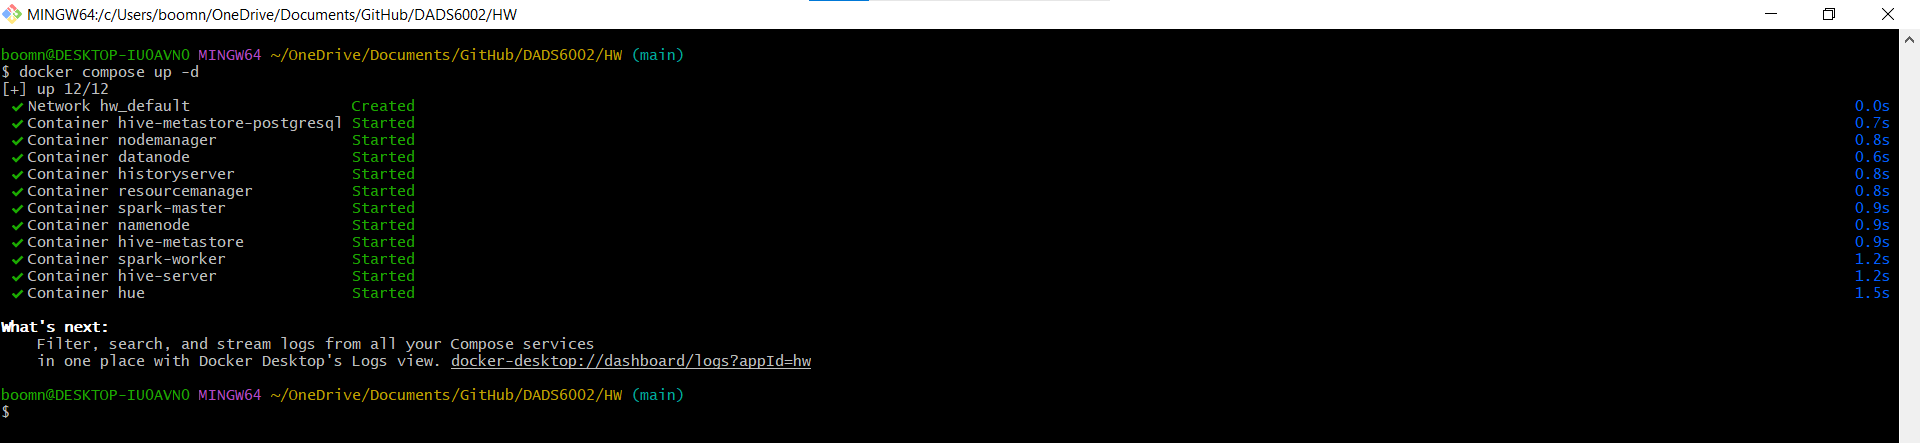 MINGW64:/c/Users/boomn/OneDrive/Documents/GitHub/DADS6002/HW
boomn@DESKTOP-IU0AVN0 MINGW64 ~/OneDrive/Documents/GitHub/DADS6002/HW (main)
$ docker compose up -d
[+] up 12/12
✔ Network hw_default Created 0.0s
✔ Container hive-metastore-postgresql Started 0.7s
✔ Container nodemanager Started 0.8s
✔ Container datanode Started 0.6s
✔ Container historyserver Started 0.8s
✔ Container resourcemanager Started 0.8s
✔ Container spark-master Started 0.9s
✔ Container namenode Started 0.9s
✔ Container hive-metastore Started 0.9s
✔ Container spark-worker Started 1.2s
✔ Container hive-server Started 1.2s
✔ Container hue Started 1.5s
What's next:
Filter, search, and stream logs from all your Compose services
in one place with Docker Desktop's Logs view. docker-desktop://dashboard/logs?appId=hw
boomn@DESKTOP-IU0AVN0 MINGW64 ~/OneDrive/Documents/GitHub/DADS6002/HW (main)
$